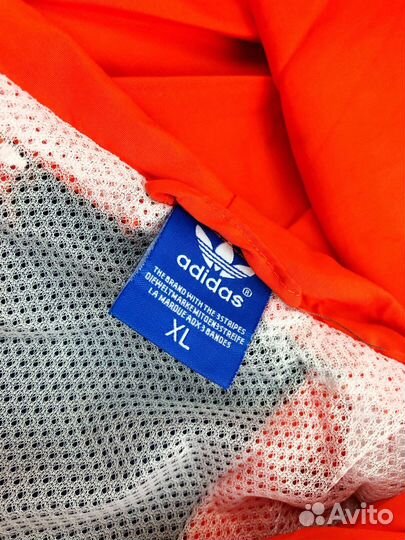 adidas®
THE BRAND WITH THE 3 STRIPES
DIE WELTMARKE MIT DEN 3 STREIFEN
LA MARQUE AUX 3 BANDES
XL
Avito